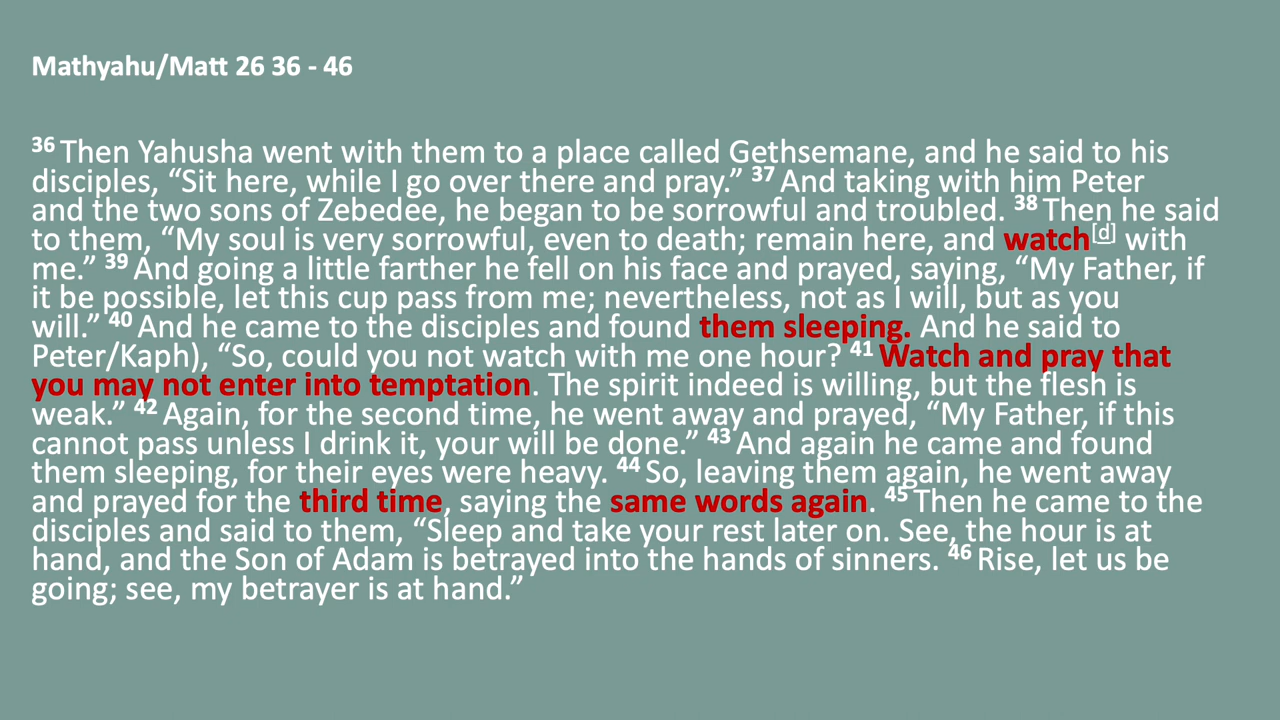 Mathyahu/Matt 26 36 - 46
36 Then Yahusha went with them to a place called Gethsemane, and he said to his
disciples, “Sit here, while I go over there and pray.” 37 And taking with him Peter
and the two sons of Zebedee, he began to be sorrowful and troubled. 38 Then he said
to them, “My soul is very sorrowful, even to death; remain here, and watch[d] with
me.” 39 And going a little farther he fell on his face and prayed, saying, “My Father, if
it be possible, let this cup pass from me; nevertheless, not as I will, but as you
will.” 40 And he came to the disciples and found them sleeping. And he said to
Peter/Kaph), “So, could you not watch with me one hour? 41 Watch and pray that
you may not enter into temptation. The spirit indeed is willing, but the flesh is
weak.” 42 Again, for the second time, he went away and prayed, “My Father, if this
cannot pass unless I drink it, your will be done.” 43 And again he came and found
them sleeping, for their eyes were heavy. 44 So, leaving them again, he went away
and prayed for the third time, saying the same words again. 45 Then he came to the
disciples and said to them, “Sleep and take your rest later on. See, the hour is at
hand, and the Son of Adam is betrayed into the hands of sinners. 46 Rise, let us be
going; see, my betrayer is at hand.”